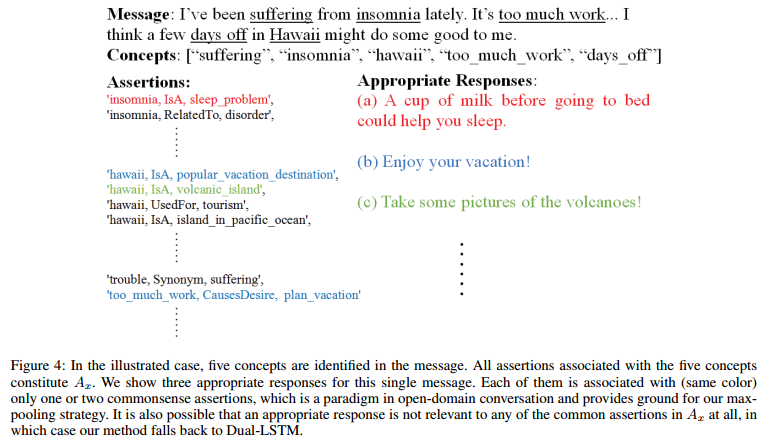 Message: I've been suffering from insomnia lately. It's too much work... I
think a few days off in Hawaii might do some good to me.
Concepts: ["suffering", "insomnia", "hawaii", "too_much_work", "days_off"]
Assertions:
'insomnia, IsA, sleep_problem',
'insomnia, RelatedTo, disorder',
'hawaii, IsA, popular_vacation_destination',
'hawaii, IsA, volcanic_island',
'hawaii, UsedFor, tourism',
'hawaii, IsA, island_in_pacific_ocean',
'trouble, Synonym, suffering',
'too_much_work, CausesDesire, plan_vacation'
Appropriate Responses:
(a) A cup of milk before going to bed
could help you sleep.
(b) Enjoy your vacation!
(c) Take some pictures of the volcanoes!
Figure 4: In the illustrated case, five concepts are identified in the message. All assertions associated with the five concepts
constitute Aₓ. We show three appropriate responses for this single message. Each of them is associated with (same color)
only one or two commonsense assertions, which is a paradigm in open-domain conversation and provides ground for our max-
pooling strategy. It is also possible that an appropriate response is not relevant to any of the common assertions in Aₓ at all, in
which case our method falls back to Dual-LSTM.